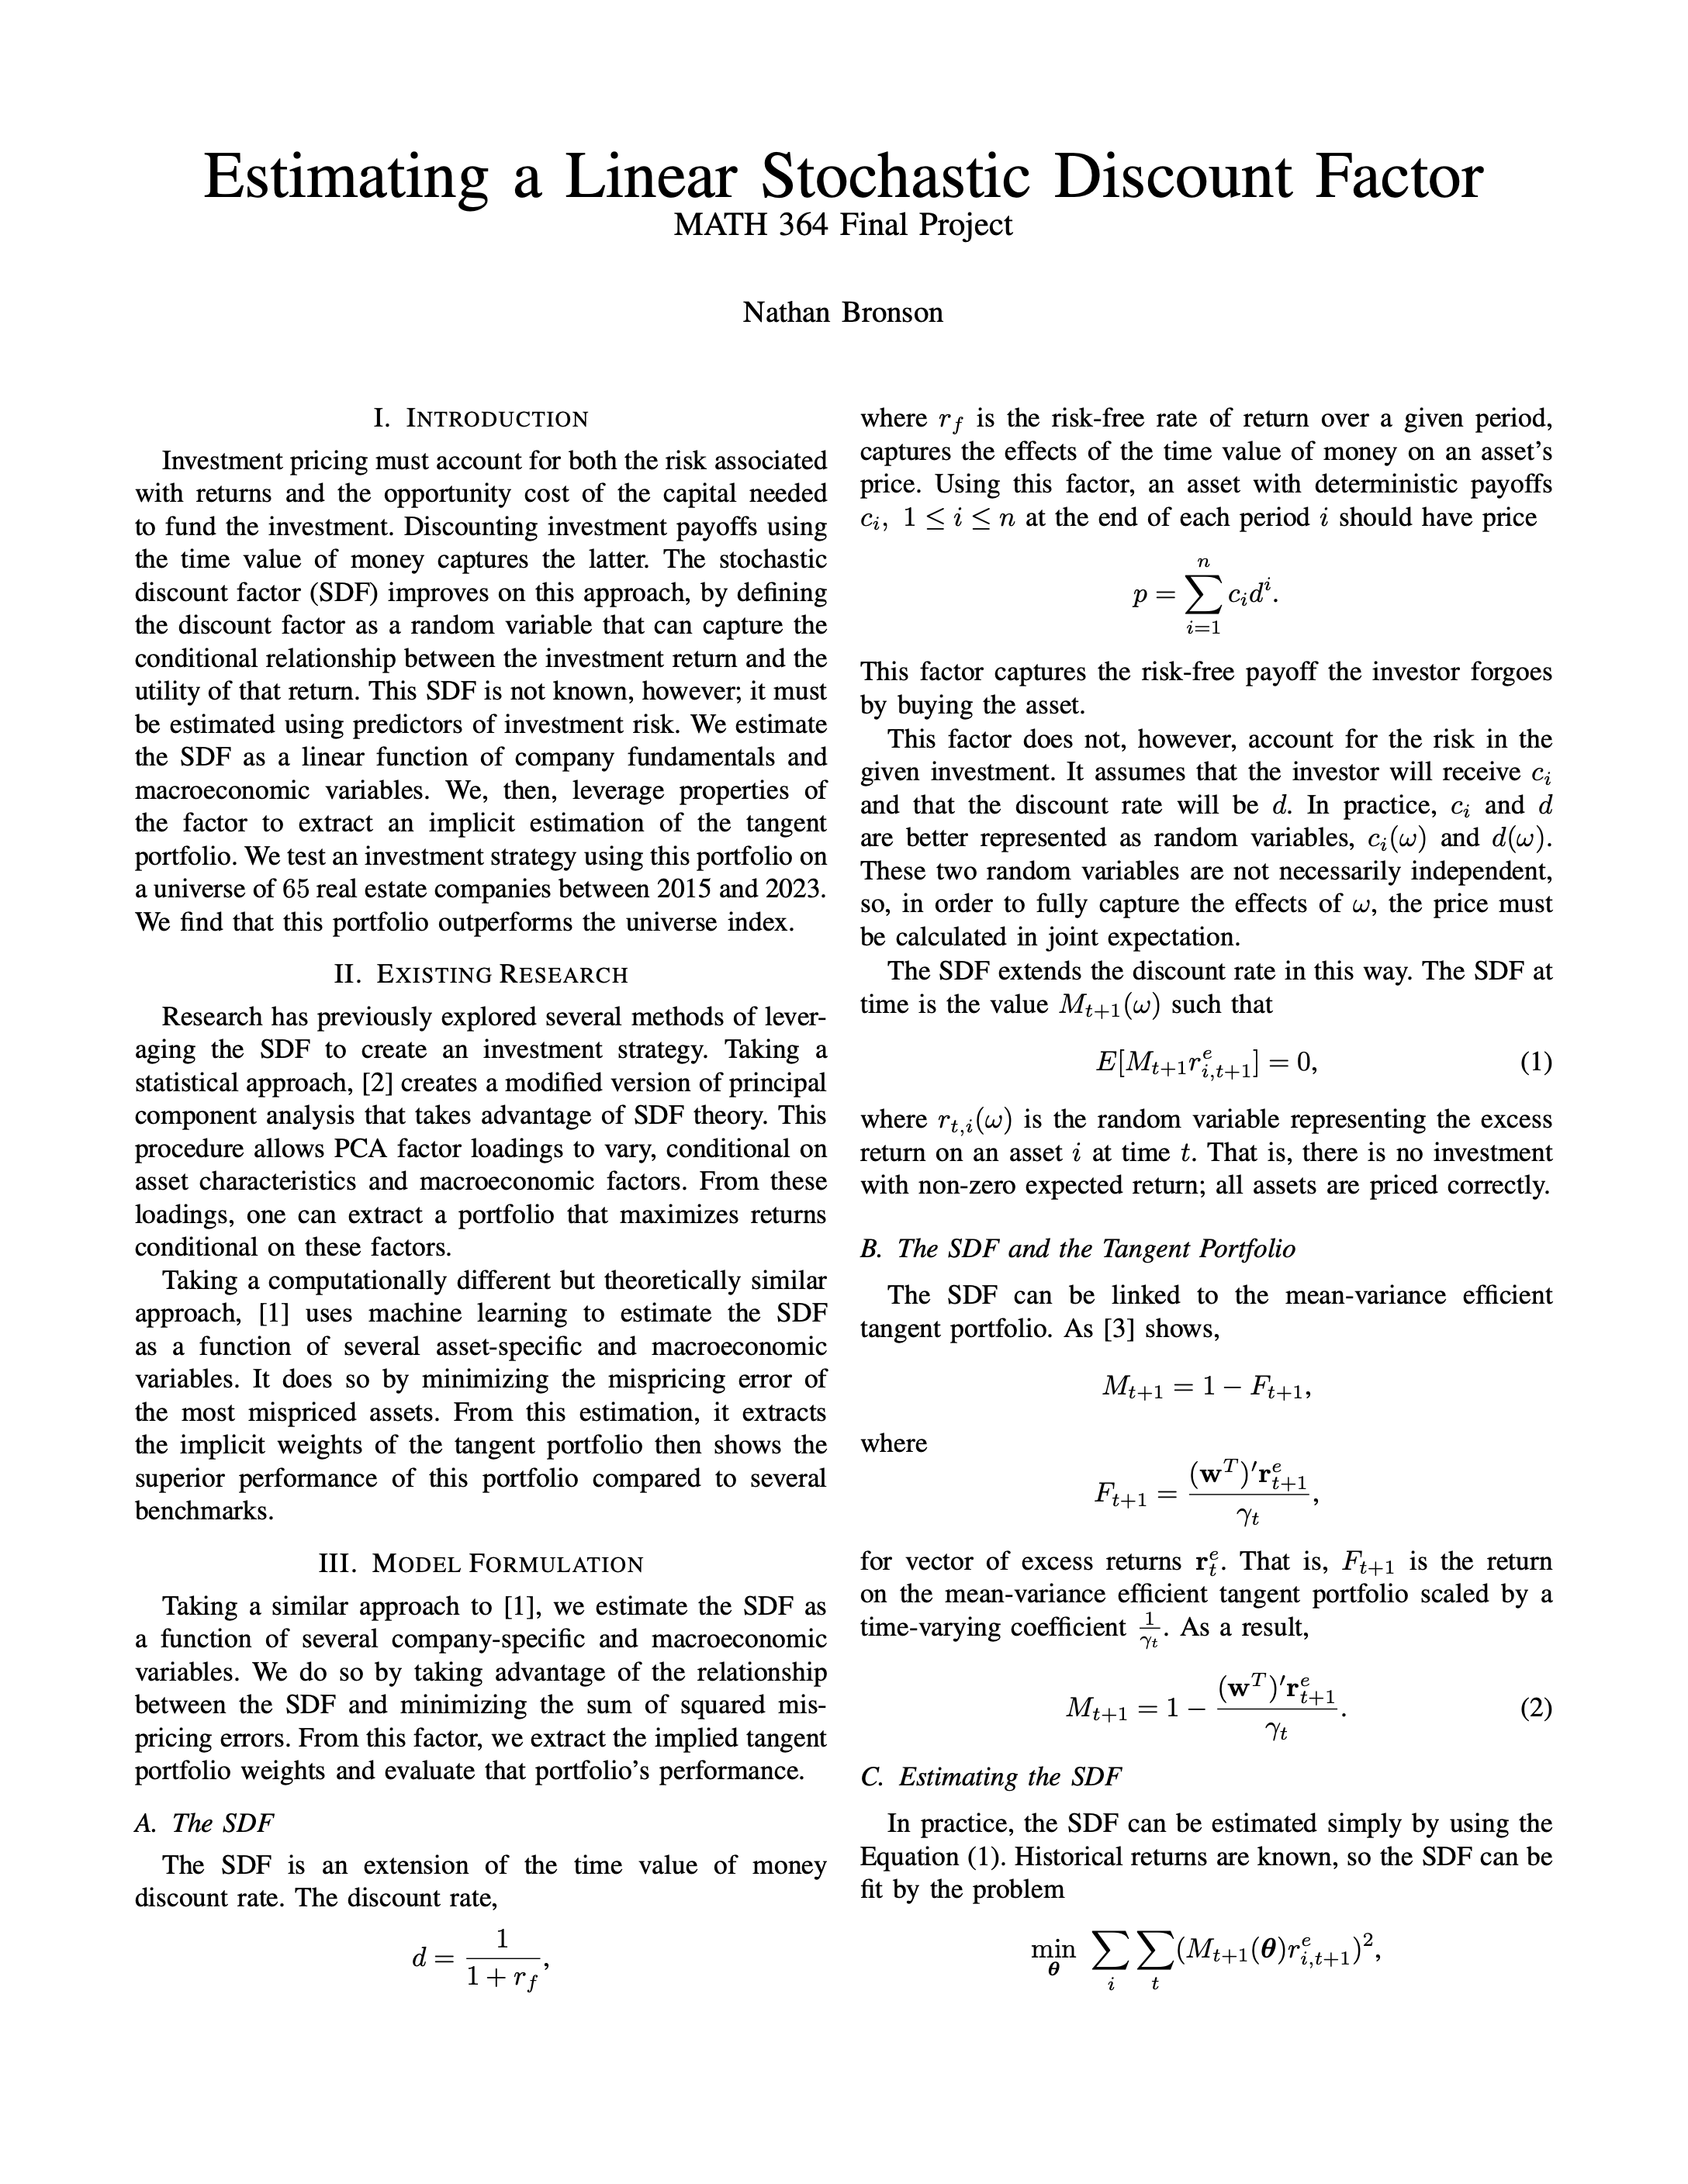 Estimating a Linear Stochastic Discount Factor
MATH 364 Final Project
Nathan Bronson
I. INTRODUCTION
Investment pricing must account for both the risk associated
with returns and the opportunity cost of the capital needed
to fund the investment. Discounting investment payoffs using
the time value of money captures the latter. The stochastic
discount factor (SDF) improves on this approach, by defining
the discount factor as a random variable that can capture the
conditional relationship between the investment return and the
utility of that return. This SDF is not known, however; it must
be estimated using predictors of investment risk. We estimate
the SDF as a linear function of company fundamentals and
macroeconomic variables. We, then, leverage properties of
the factor to extract an implicit estimation of the tangent
portfolio. We test an investment strategy using this portfolio on
a universe of 65 real estate companies between 2015 and 2023.
We find that this portfolio outperforms the universe index.
II. EXISTING RESEARCH
Research has previously explored several methods of lever-
aging the SDF to create an investment strategy. Taking a
statistical approach, [2] creates a modified version of principal
component analysis that takes advantage of SDF theory. This
procedure allows PCA factor loadings to vary, conditional on
asset characteristics and macroeconomic factors. From these
loadings, one can extract a portfolio that maximizes returns
conditional on these factors.
Taking a computationally different but theoretically similar
approach, [1] uses machine learning to estimate the SDF
as a function of several asset-specific and macroeconomic
variables. It does so by minimizing the mispricing error of
the most mispriced assets. From this estimation, it extracts
the implicit weights of the tangent portfolio then shows the
superior performance of this portfolio compared to several
benchmarks.
III. MODEL FORMULATION
Taking a similar approach to [1], we estimate the SDF as
a function of several company-specific and macroeconomic
variables. We do so by taking advantage of the relationship
between the SDF and minimizing the sum of squared mis-
pricing errors. From this factor, we extract the implied tangent
portfolio weights and evaluate that portfolio's performance.
A. The SDF
The SDF is an extension of the time value of money
discount rate. The discount rate,
d = 1 / (1 + r_f),
where r_f is the risk-free rate of return over a given period,
captures the effects of the time value of money on an asset's
price. Using this factor, an asset with deterministic payoffs
c_i, 1 ≤ i ≤ n at the end of each period i should have price
p = ∑_{i=1}^{n} c_i d^i.
This factor captures the risk-free payoff the investor forgoes
by buying the asset.
This factor does not, however, account for the risk in the
given investment. It assumes that the investor will receive c_i
and that the discount rate will be d. In practice, c_i and d
are better represented as random variables, c_i(ω) and d(ω).
These two random variables are not necessarily independent,
so, in order to fully capture the effects of ω, the price must
be calculated in joint expectation.
The SDF extends the discount rate in this way. The SDF at
time is the value M_{t+1}(ω) such that
E[M_{t+1} r^e_{i,t+1}] = 0, (1)
where r_{t,i}(ω) is the random variable representing the excess
return on an asset i at time t. That is, there is no investment
with non-zero expected return; all assets are priced correctly.
B. The SDF and the Tangent Portfolio
The SDF can be linked to the mean-variance efficient
tangent portfolio. As [3] shows,
M_{t+1} = 1 − F_{t+1},
where
F_{t+1} = (w^T)′r^e_{t+1} / γ_t,
for vector of excess returns r^e_t. That is, F_{t+1} is the return
on the mean-variance efficient tangent portfolio scaled by a
time-varying coefficient 1/γ_t. As a result,
M_{t+1} = 1 − (w^T)′r^e_{t+1} / γ_t. (2)
C. Estimating the SDF
In practice, the SDF can be estimated simply by using the
Equation (1). Historical returns are known, so the SDF can be
fit by the problem
min_θ ∑_i ∑_t (M_{t+1}(θ) r^e_{i,t+1})^2,